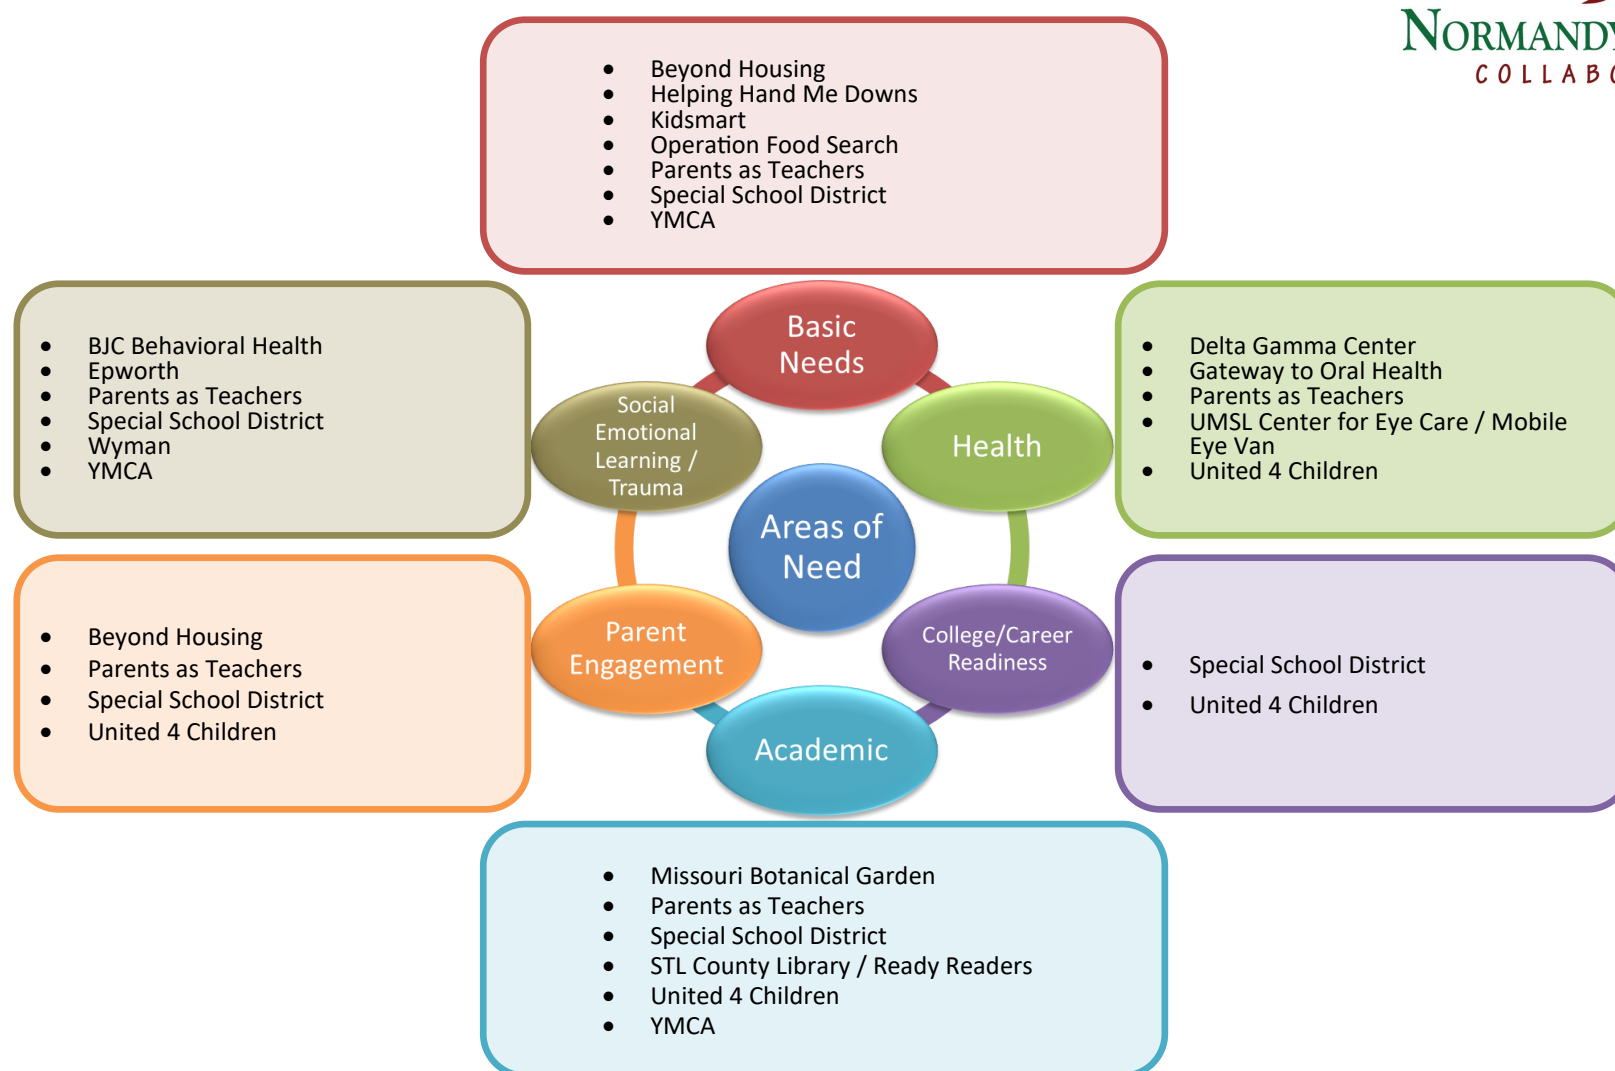 NORMANDY
COLLABO
• Beyond Housing
• Helping Hand Me Downs
• Kidsmart
• Operation Food Search
• Parents as Teachers
• Special School District
• YMCA
• BJC Behavioral Health
• Epworth
• Parents as Teachers
• Special School District
• Wyman
• YMCA
Basic
Needs
Social
Emotional
Learning /
Trauma
Health
Areas of
Need
Parent
Engagement
College/Career
Readiness
Academic
• Delta Gamma Center
• Gateway to Oral Health
• Parents as Teachers
• UMSL Center for Eye Care / Mobile
Eye Van
• United 4 Children
• Beyond Housing
• Parents as Teachers
• Special School District
• United 4 Children
• Special School District
• United 4 Children
• Missouri Botanical Garden
• Parents as Teachers
• Special School District
• STL County Library / Ready Readers
• United 4 Children
• YMCA